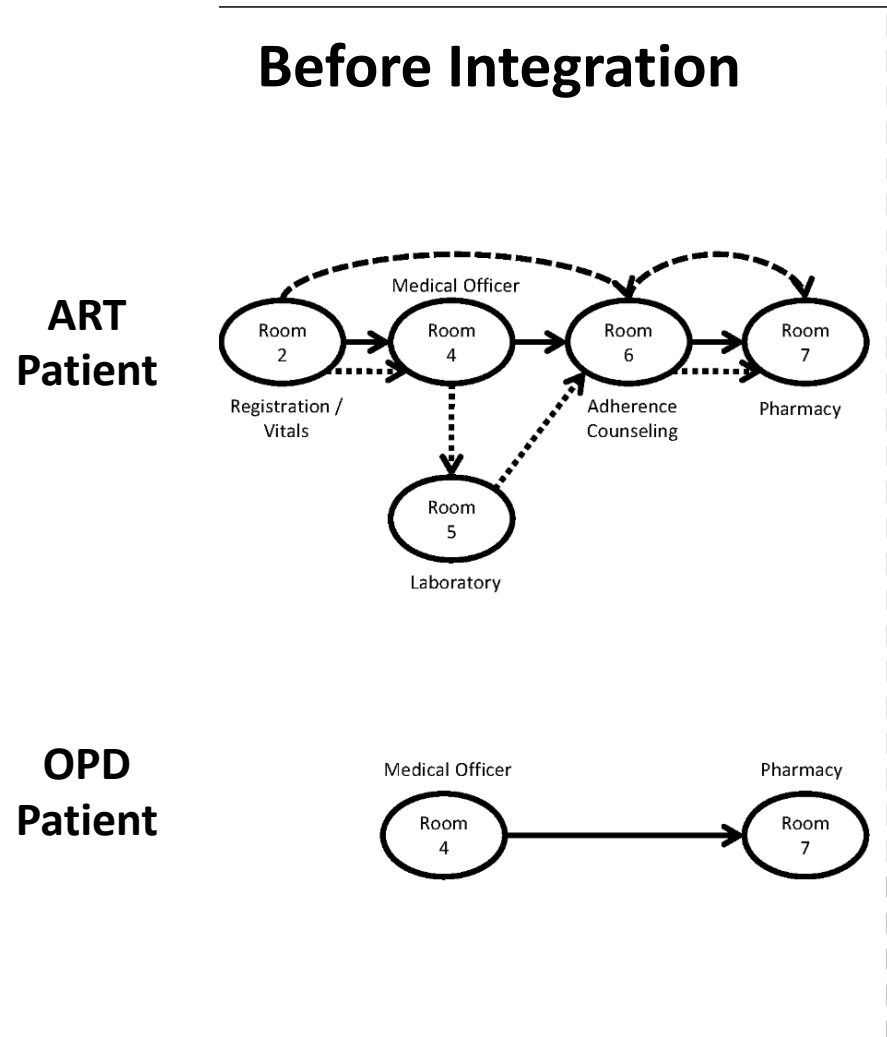 Before Integration
ART
Patient
Medical Officer
Room
2
Room
4
Room
6
Room
7
Registration /
Vitals
Adherence
Counseling
Pharmacy
Room
5
Laboratory
OPD
Patient
Medical Officer
Pharmacy
Room
4
Room
7